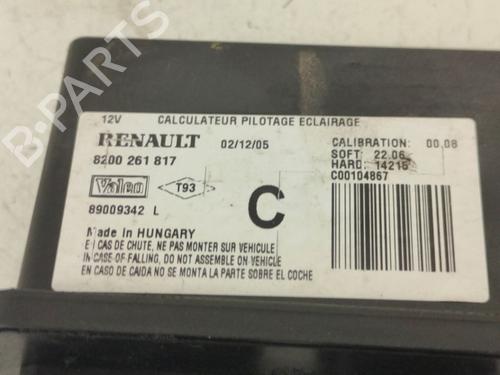 12V CALCULATEUR PILOTAGE ECLAIRAGE
RENAULT 02/12/05 CALIBRATION: 00.08
8200 261 817 SOFT: 22.06
HARD: 14215
C00104867
Valeo T93 C
89009342 L
Made in HUNGARY
E CAS DE CHUTE, NE PAS MONTER SUR VEHICULE
IN CASE OF FALLING, DO NOT ASSEMBLE ON VEHICLE
EN CASO DE CAIDA NO SE MONTA LA PARTE SOBRE EL COCHE
B-PARTS